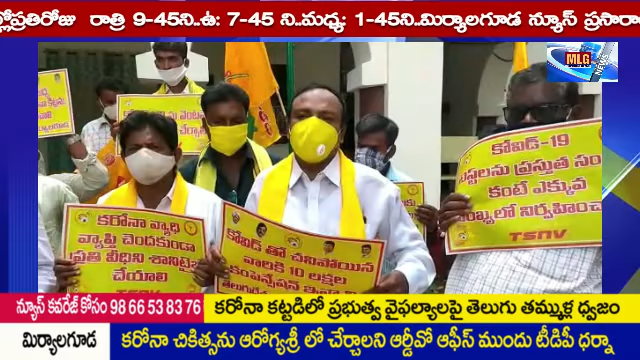 ల్లోప్రతిరోజు రాత్రి 9-45ని.ఉ: 7-45 ని..మధ్య: 1-45ని.మిర్యాలగూడ న్యూస్ ప్రసారా
MLG
NEWS
కోవిడ్-19
ప్రస్తుత
కంటే ఎక్కువ
సంఖ్యలో నిర్వహించా
TSNV
కరోనా వ్యాధి
వ్యాప్తి చెందకుండా
ప్రతి వీధిని శానిటైజ్
చేయాలి
కోవిడ్ తో చనిపోయిన
వారికి 10 లక్షల
న్యూస్ కవరేజ్ కోసం 98 66 53 83 76
కరోనా కట్టడిలో ప్రభుత్వ వైఫల్యాలపై తెలుగు తమ్ముళ్ల ధ్వజం
మిర్యాలగూడ
కరోనా చికిత్సను ఆరోగ్యశ్రీ లో చేర్చాలని ఆర్డీవో ఆఫీస్ ముందు టీడీపీ ధర్నా